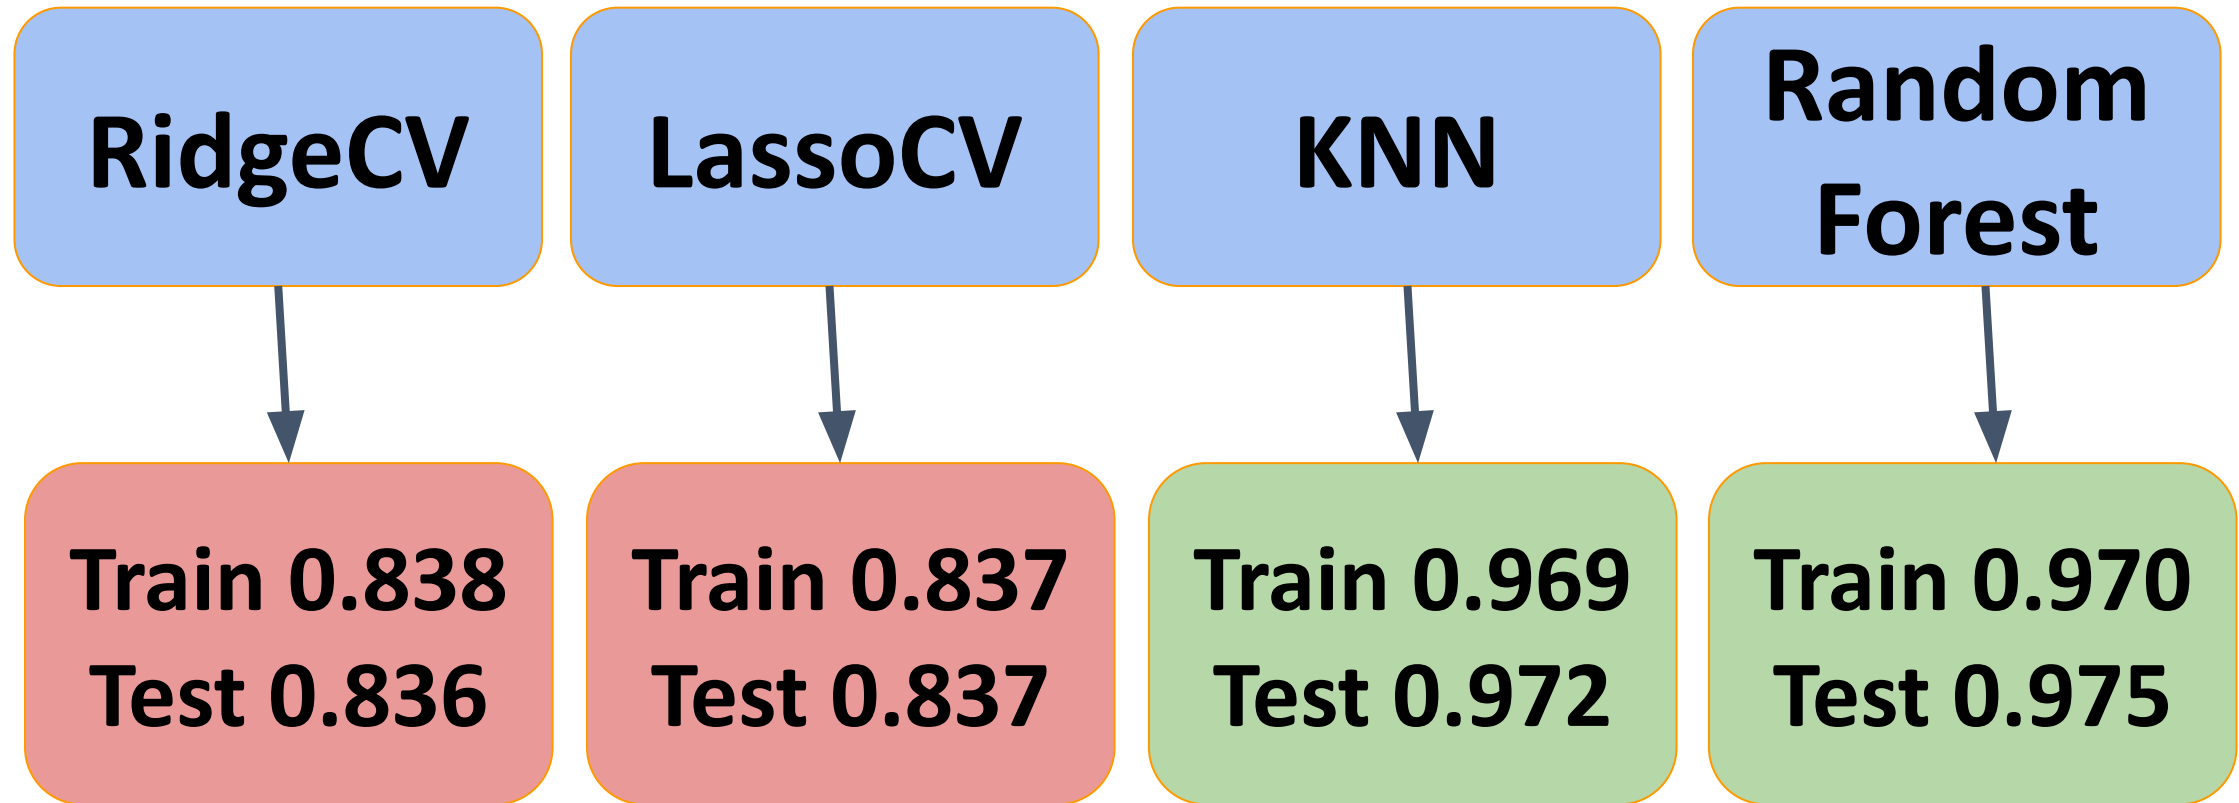 RidgeCV
LassoCV
KNN
Random
Forest
Train 0.838
Test 0.836
Train 0.837
Test 0.837
Train 0.969
Test 0.972
Train 0.970
Test 0.975